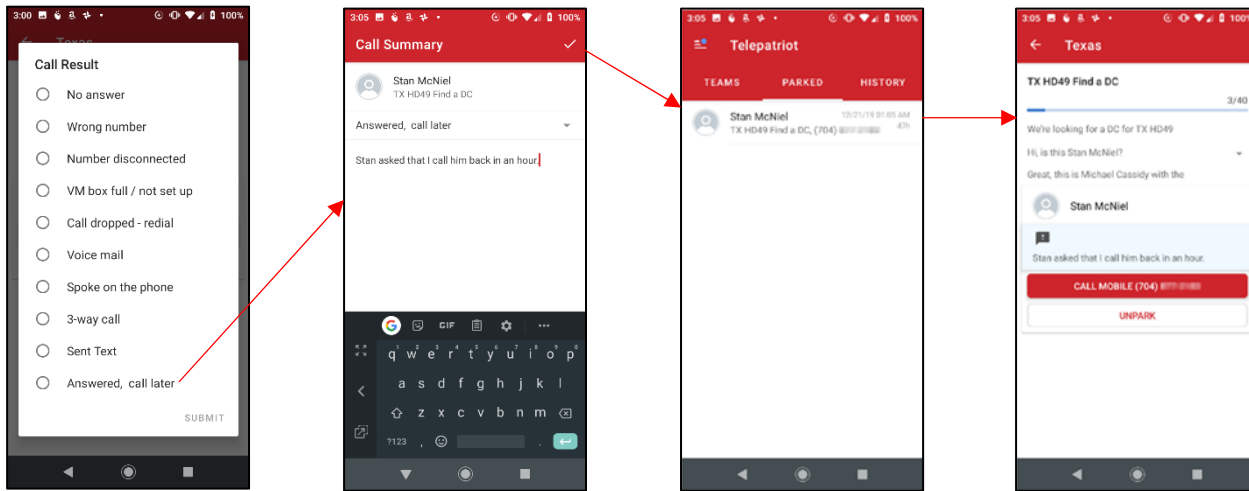 3:00
100%
Texas
Call Result
No answer
Wrong number
Number disconnected
VM box full / not set up
Call dropped - redial
Voice mail
Spoke on the phone
3-way call
Sent Text
Answered, call later
SUBMIT
3:05
100%
Call Summary
Stan McNiel
TX HD49 Find a DC
Answered, call later
Stan asked that I call him back in an hour.
GIF
q w e r t y u i o p
a s d f g h j k l
z x c v b n m
?123 , .
3:05
100%
Telepatriot
TEAMS PARKED HISTORY
Stan McNiel 12/21/19 01:05 AM
TX HD49 Find a DC, (704) 47h
3:05
100%
Texas
TX HD49 Find a DC
3/40
We're looking for a DC for TX HD49
Hi, is this Stan McNiel?
Great, this is Michael Cassidy with the
Stan McNiel
Stan asked that I call him back in an hour.
CALL MOBILE (704)
UNPARK